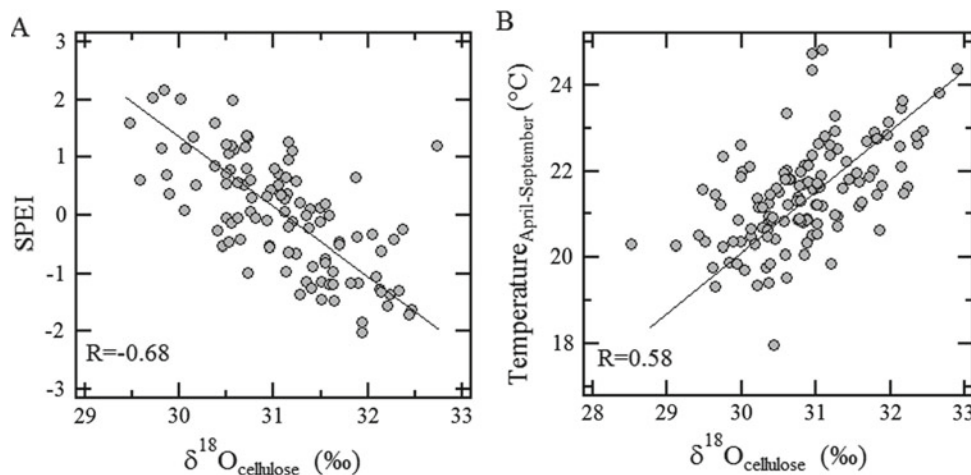 A
SPEI
3
2
1
0
-1
-2
-3
R=-0.68
29
30
31
32
33
δ18Ocellulose (‰)
B
TemperatureApril-September (°C)
24
22
20
18
R=0.58
28
29
30
31
32
33
δ18Ocellulose (‰)